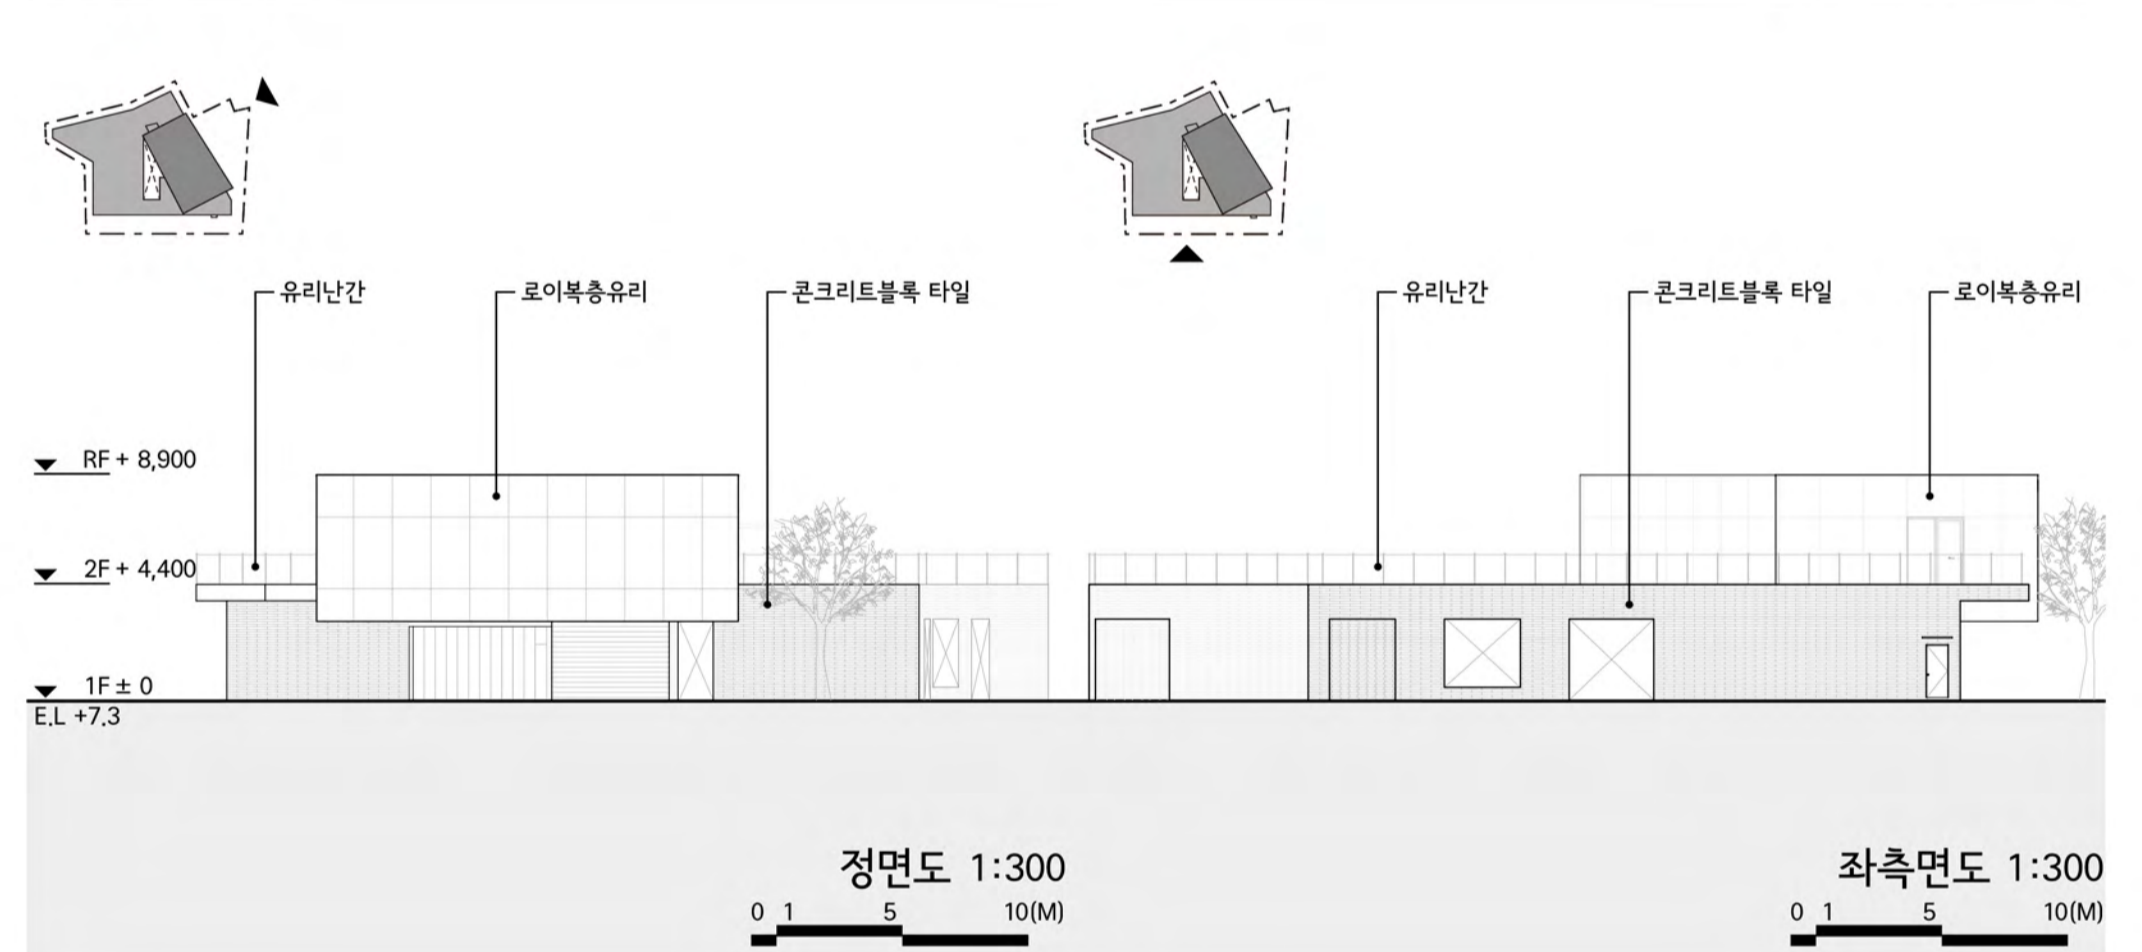 유리난간
로이복층유리
콘크리트블록 타일
유리난간
콘크리트블록 타일
로이복층유리
RF + 8,900
2F + 4,400
1F ± 0
E.L +7.3
정면도 1:300
0 1 5 10(M)
좌측면도 1:300
0 1 5 10(M)